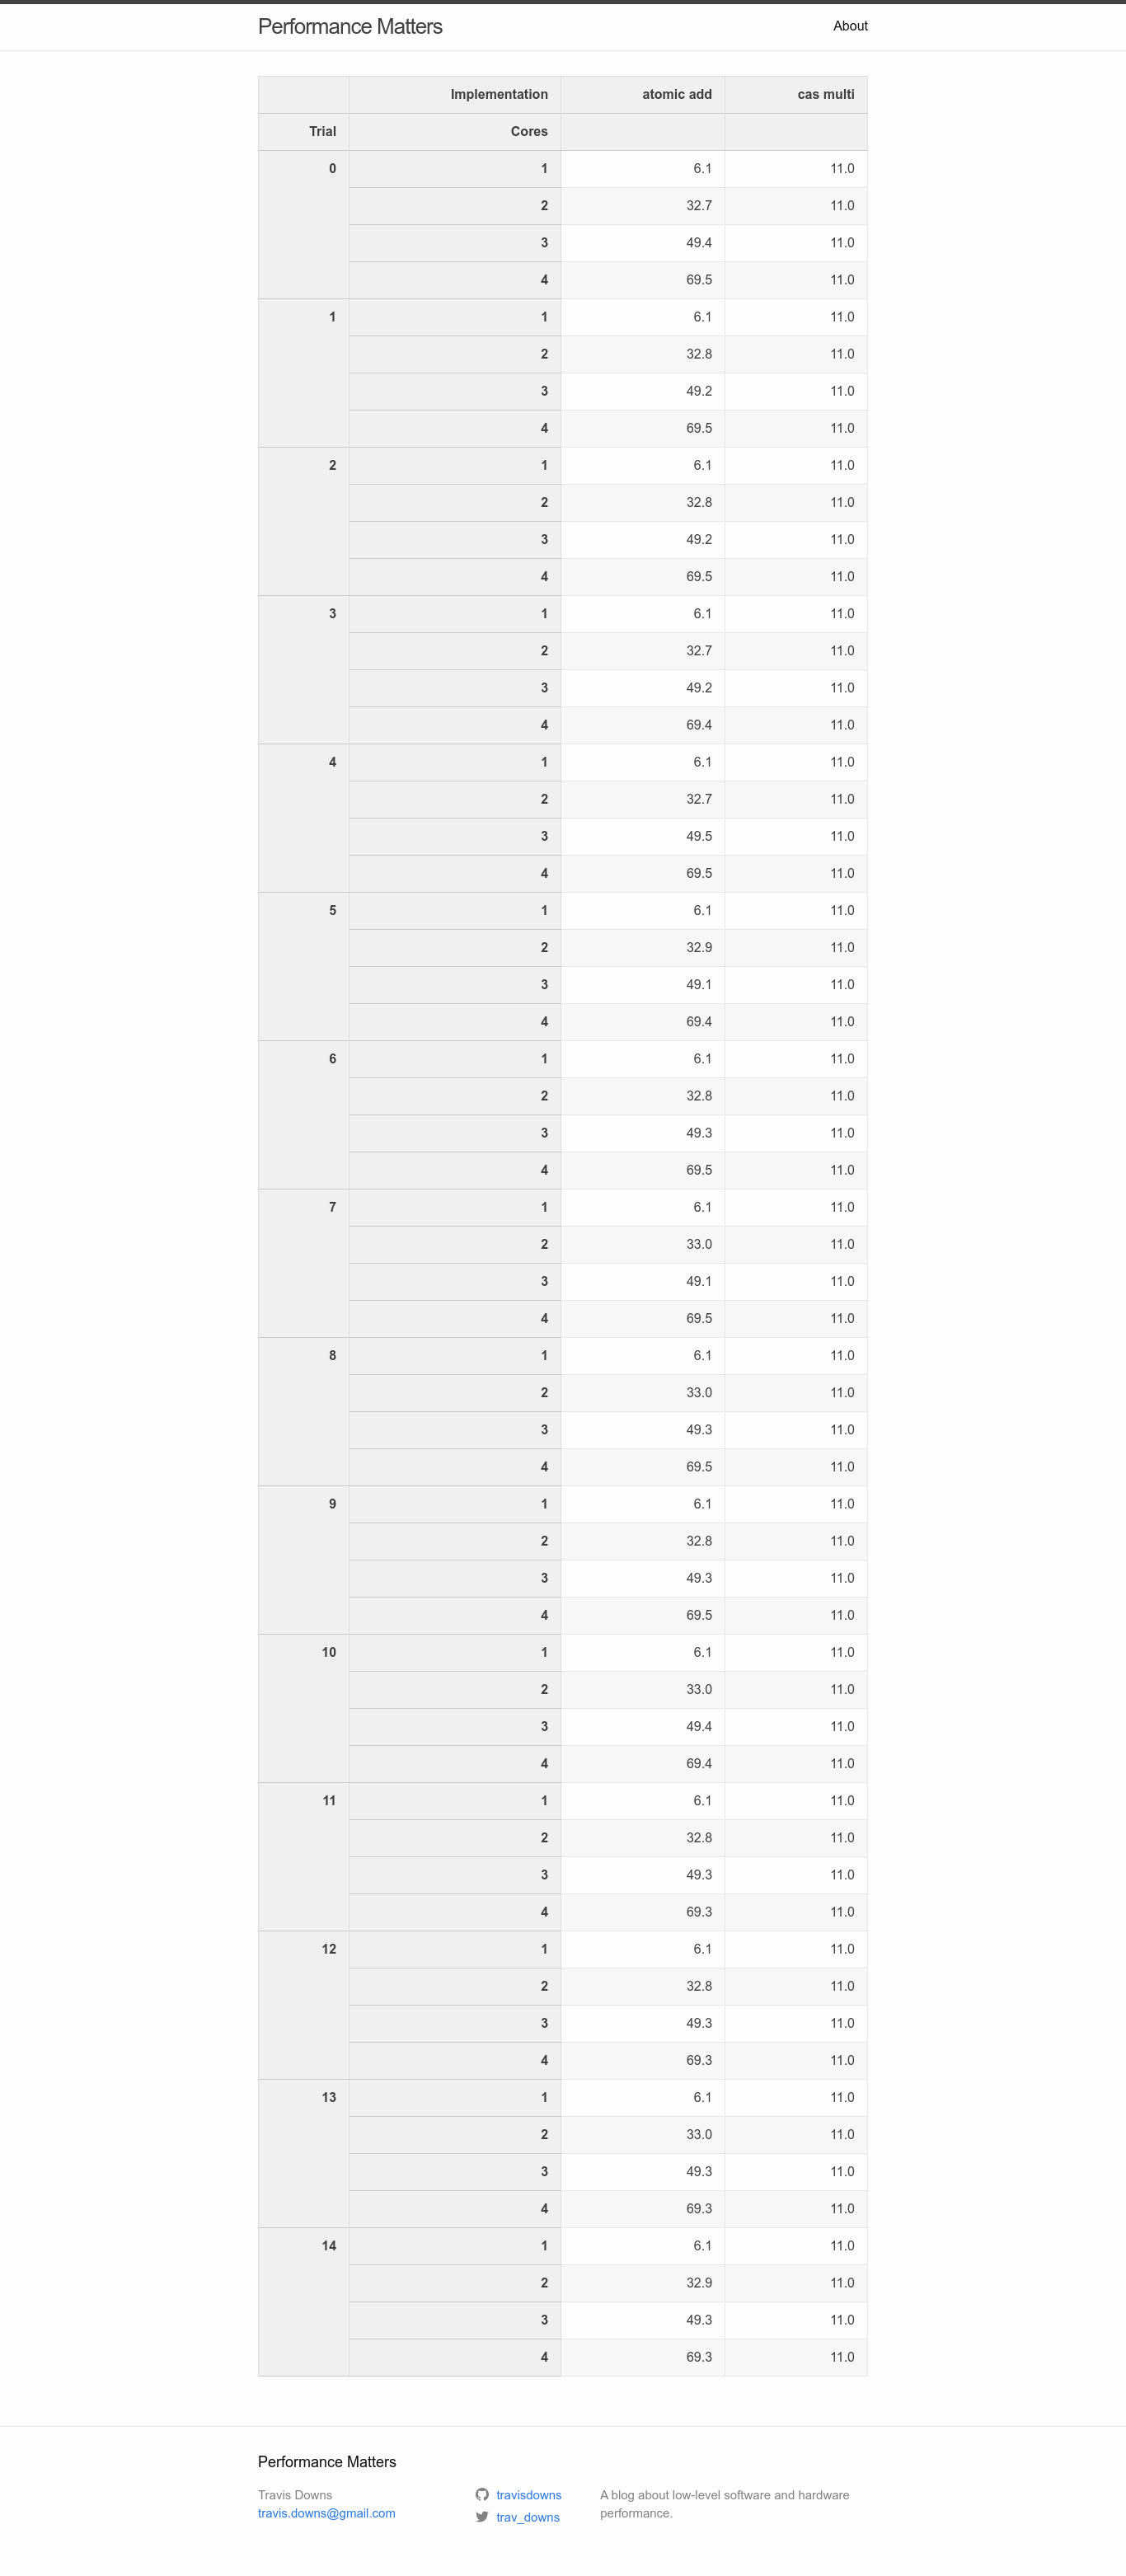 Performance Matters About
Implementation atomic add cas multi
Trial Cores
0 1 6.1 11.0
2 32.7 11.0
3 49.4 11.0
4 69.5 11.0
1 1 6.1 11.0
2 32.8 11.0
3 49.2 11.0
4 69.5 11.0
2 1 6.1 11.0
2 32.8 11.0
3 49.2 11.0
4 69.5 11.0
3 1 6.1 11.0
2 32.7 11.0
3 49.2 11.0
4 69.4 11.0
4 1 6.1 11.0
2 32.7 11.0
3 49.5 11.0
4 69.5 11.0
5 1 6.1 11.0
2 32.9 11.0
3 49.1 11.0
4 69.4 11.0
6 1 6.1 11.0
2 32.8 11.0
3 49.3 11.0
4 69.5 11.0
7 1 6.1 11.0
2 33.0 11.0
3 49.1 11.0
4 69.5 11.0
8 1 6.1 11.0
2 33.0 11.0
3 49.3 11.0
4 69.5 11.0
9 1 6.1 11.0
2 32.8 11.0
3 49.3 11.0
4 69.5 11.0
10 1 6.1 11.0
2 33.0 11.0
3 49.4 11.0
4 69.4 11.0
11 1 6.1 11.0
2 32.8 11.0
3 49.3 11.0
4 69.3 11.0
12 1 6.1 11.0
2 32.8 11.0
3 49.3 11.0
4 69.3 11.0
13 1 6.1 11.0
2 33.0 11.0
3 49.3 11.0
4 69.3 11.0
14 1 6.1 11.0
2 32.9 11.0
3 49.3 11.0
4 69.3 11.0
Performance Matters
Travis Downs
travis.downs@gmail.com
travisdowns
trav_downs
A blog about low-level software and hardware
performance.